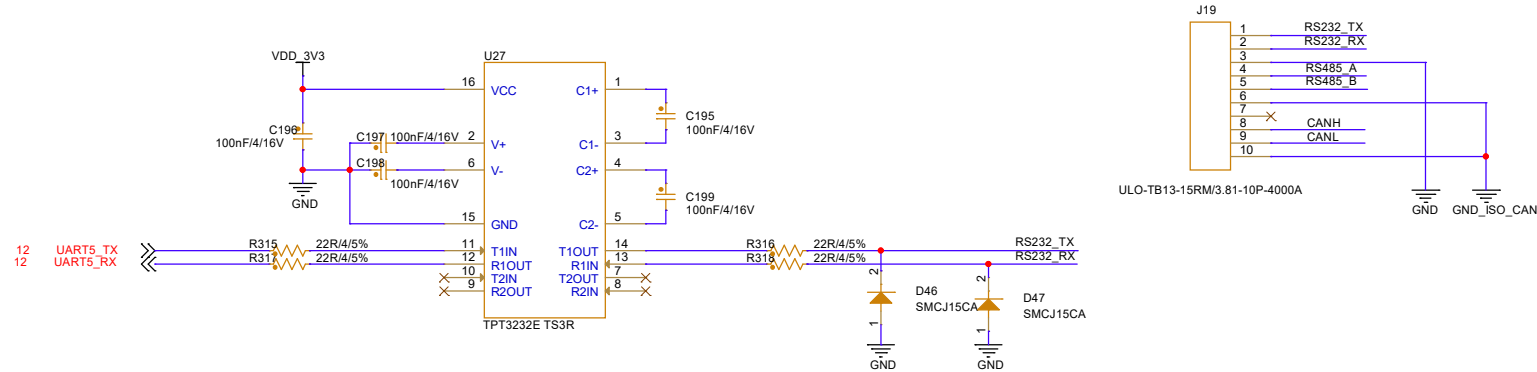 J19
1 RS232_TX
2 RS232_RX
3
4 RS485_A
5 RS485_B
6
7
8 CANH
9 CANL
10
ULO-TB13-15RM/3.81-10P-4000A
GND
GND_ISO_CAN
VDD_3V3
U27
16 VCC
C1+ 1
C195
100nF/4/16V
C196
100nF/4/16V
C197 100nF/4/16V
2 V+
C1- 3
C198
100nF/4/16V
6 V-
C2+ 4
C199
100nF/4/16V
GND
15 GND
C2- 5
12 UART5_TX
R315 22R/4/5%
11 T1IN
T1OUT 14
R316 22R/4/5%
RS232_TX
12 UART5_RX
R317 22R/4/5%
12 R1OUT
R1IN 13
R318 22R/4/5%
RS232_RX
10 T2IN
T2OUT 7
9 R2OUT
R2IN 8
TPT3232E TS3R
2
D46
SMCJ15CA
1
GND
2
D47
SMCJ15CA
1
GND